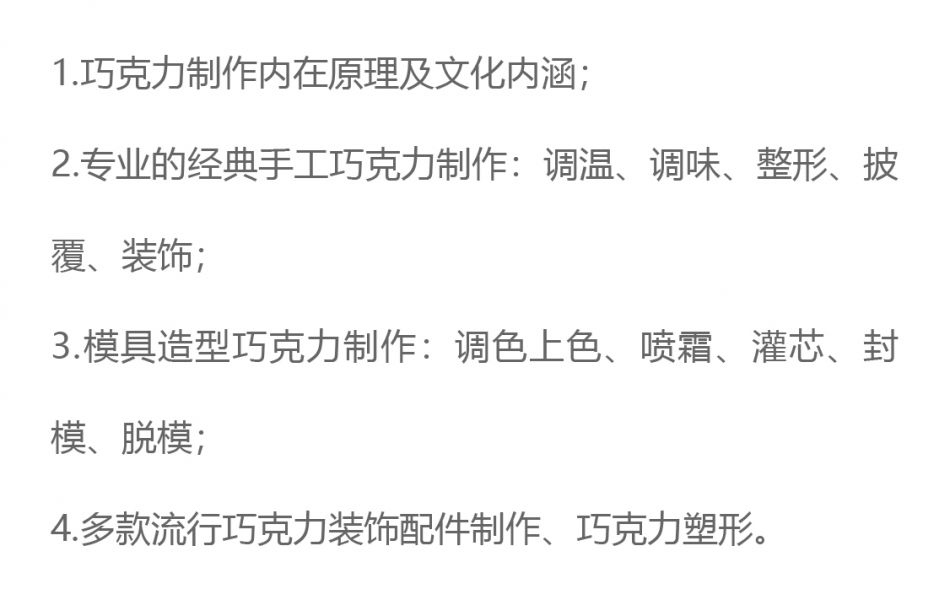 1.巧克力制作内在原理及文化内涵；
2.专业的经典手工巧克力制作：调温、调味、整形、披
覆、装饰；
3.模具造型巧克力制作：调色上色、喷霜、灌芯、封
模、脱模；
4.多款流行巧克力装饰配件制作、巧克力塑形。